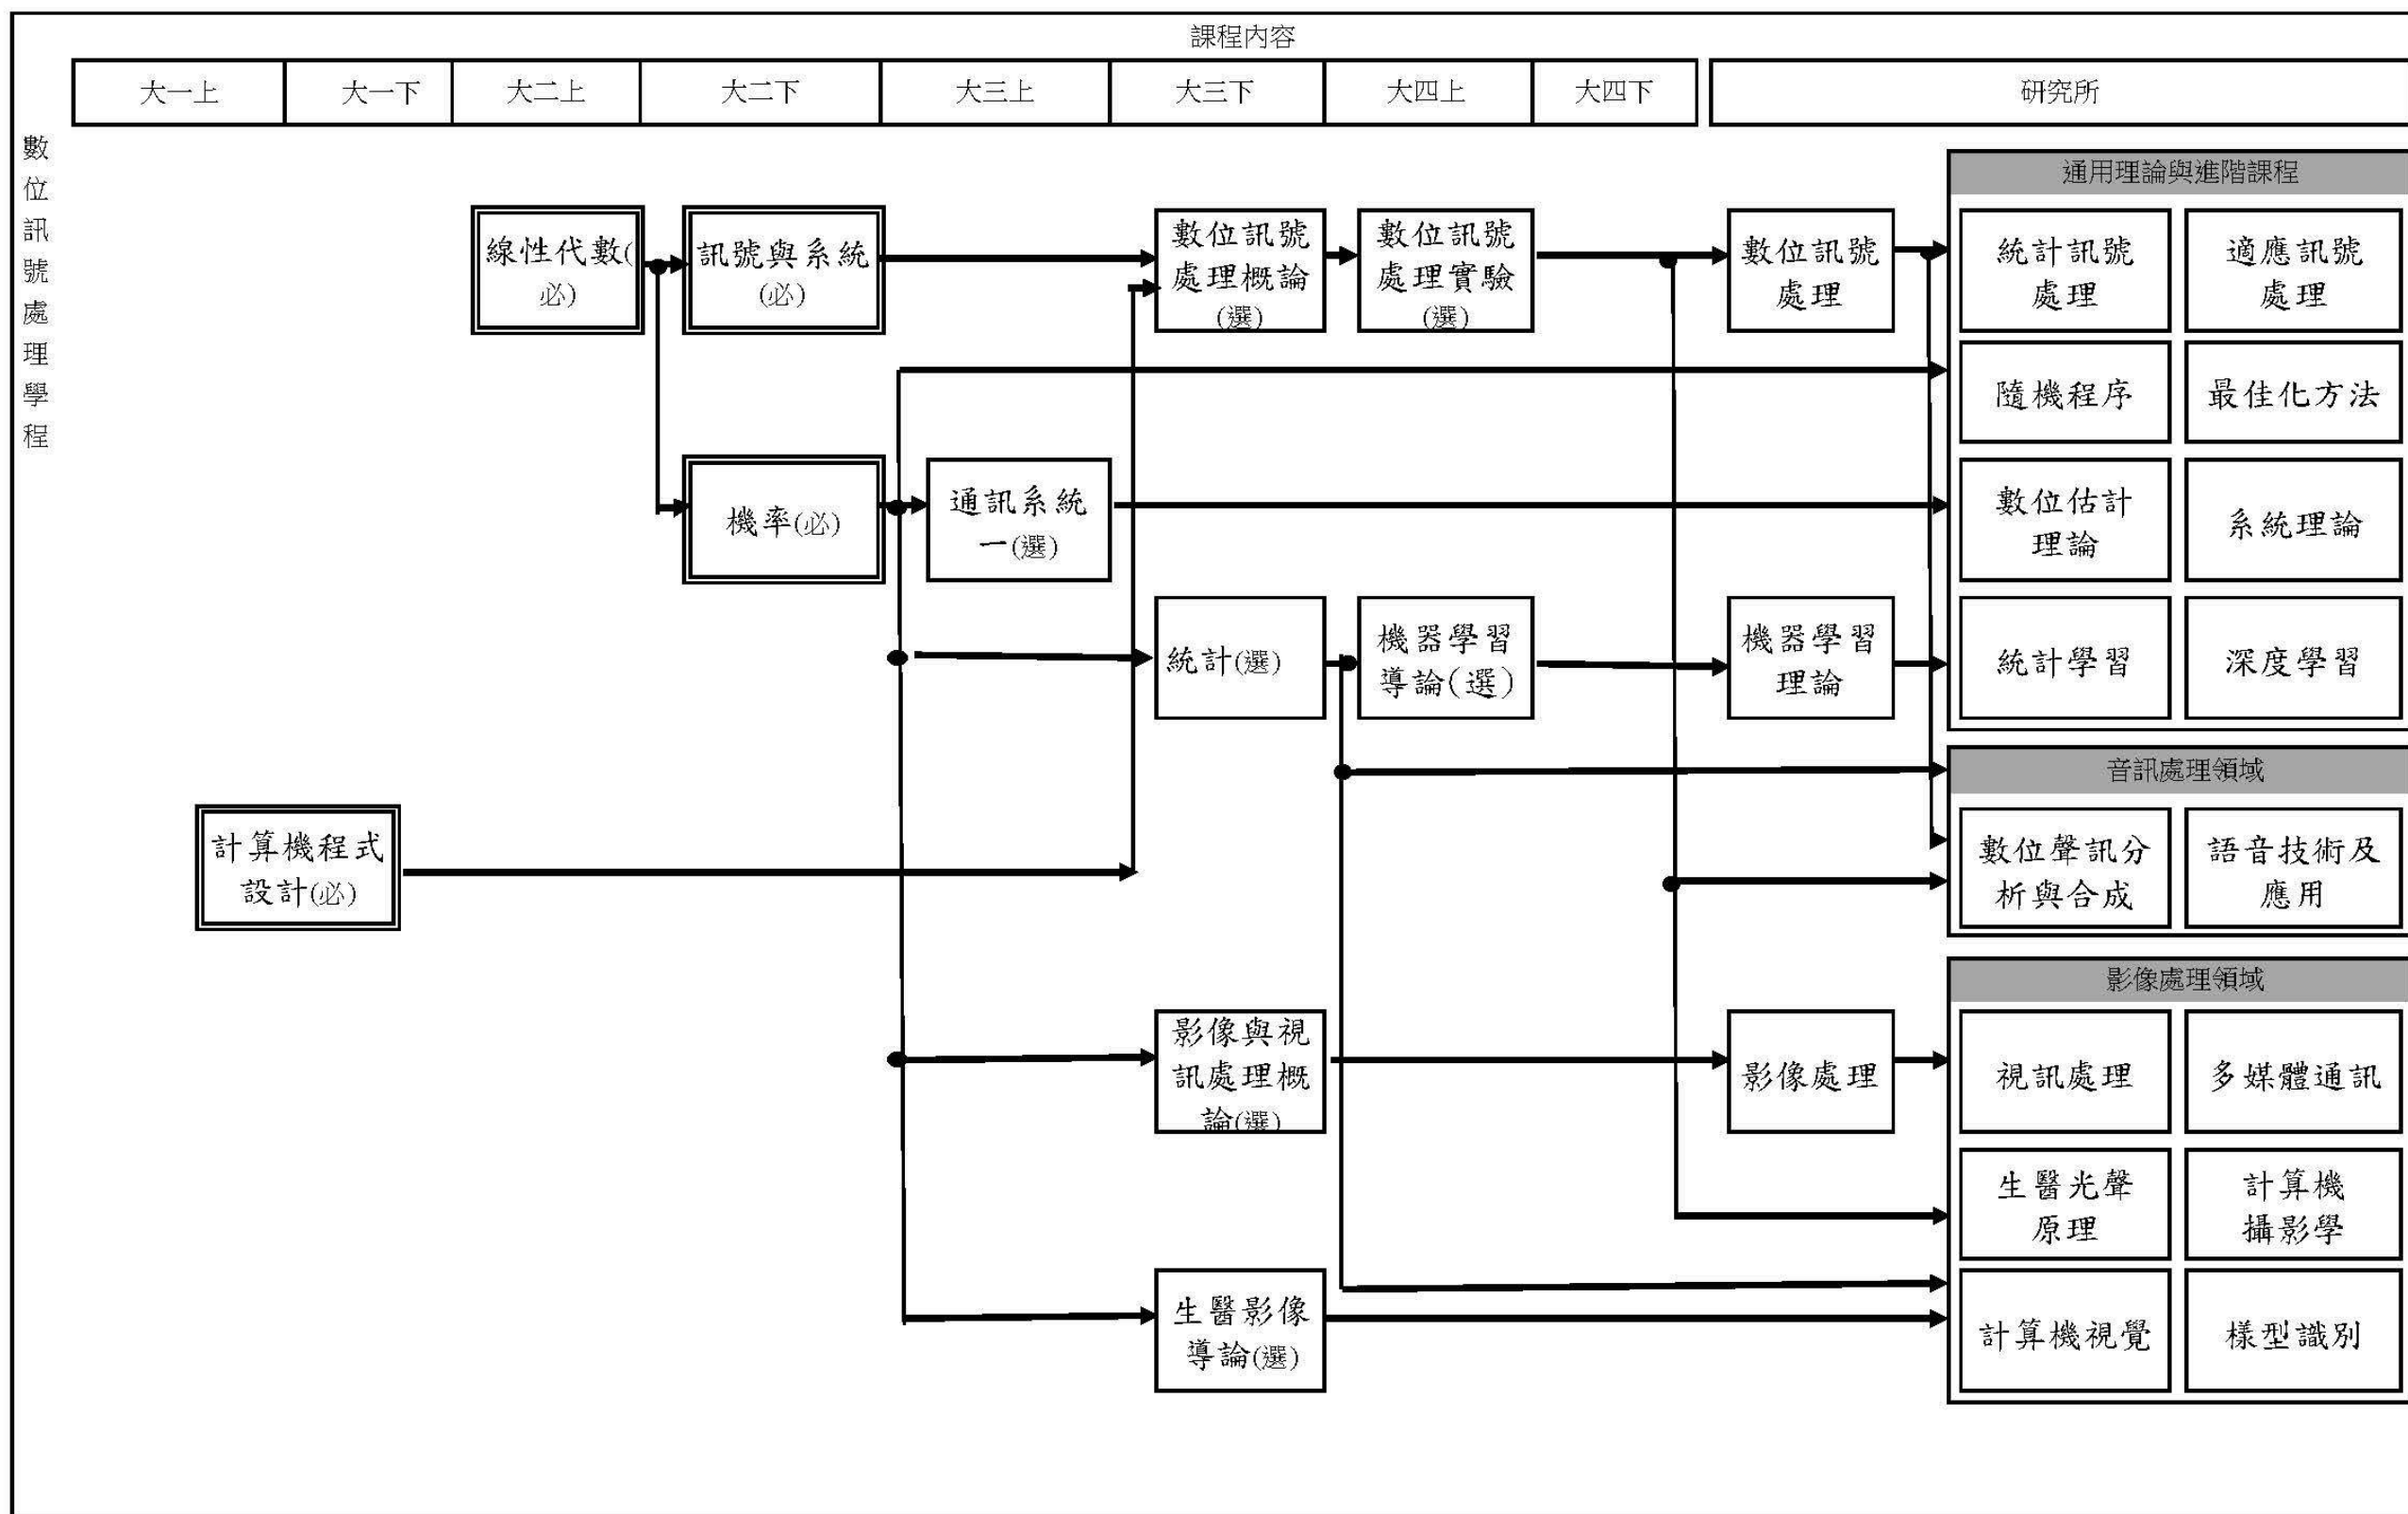 課程內容
大一上
大一下
大二上
大二下
大三上
大三下
大四上
大四下
研究所
數位訊號處理學程
通用理論與進階課程
線性代數(
必)
訊號與系統
(必)
數位訊號
處理概論
(選)
數位訊號
處理實驗
(選)
數位訊號
處理
統計訊號
處理
適應訊號
處理
隨機程序
最佳化方法
機率(必)
通訊系統
一(選)
數位估計
理論
系統理論
統計(選)
機器學習
導論(選)
機器學習
理論
統計學習
深度學習
音訊處理領域
計算機程式
設計(必)
數位聲訊分
析與合成
語音技術及
應用
影像處理領域
影像與視
訊處理概
論(選)
影像處理
視訊處理
多媒體通訊
生醫光聲
原理
計算機
攝影學
生醫影像
導論(選)
計算機視覺
樣型識別